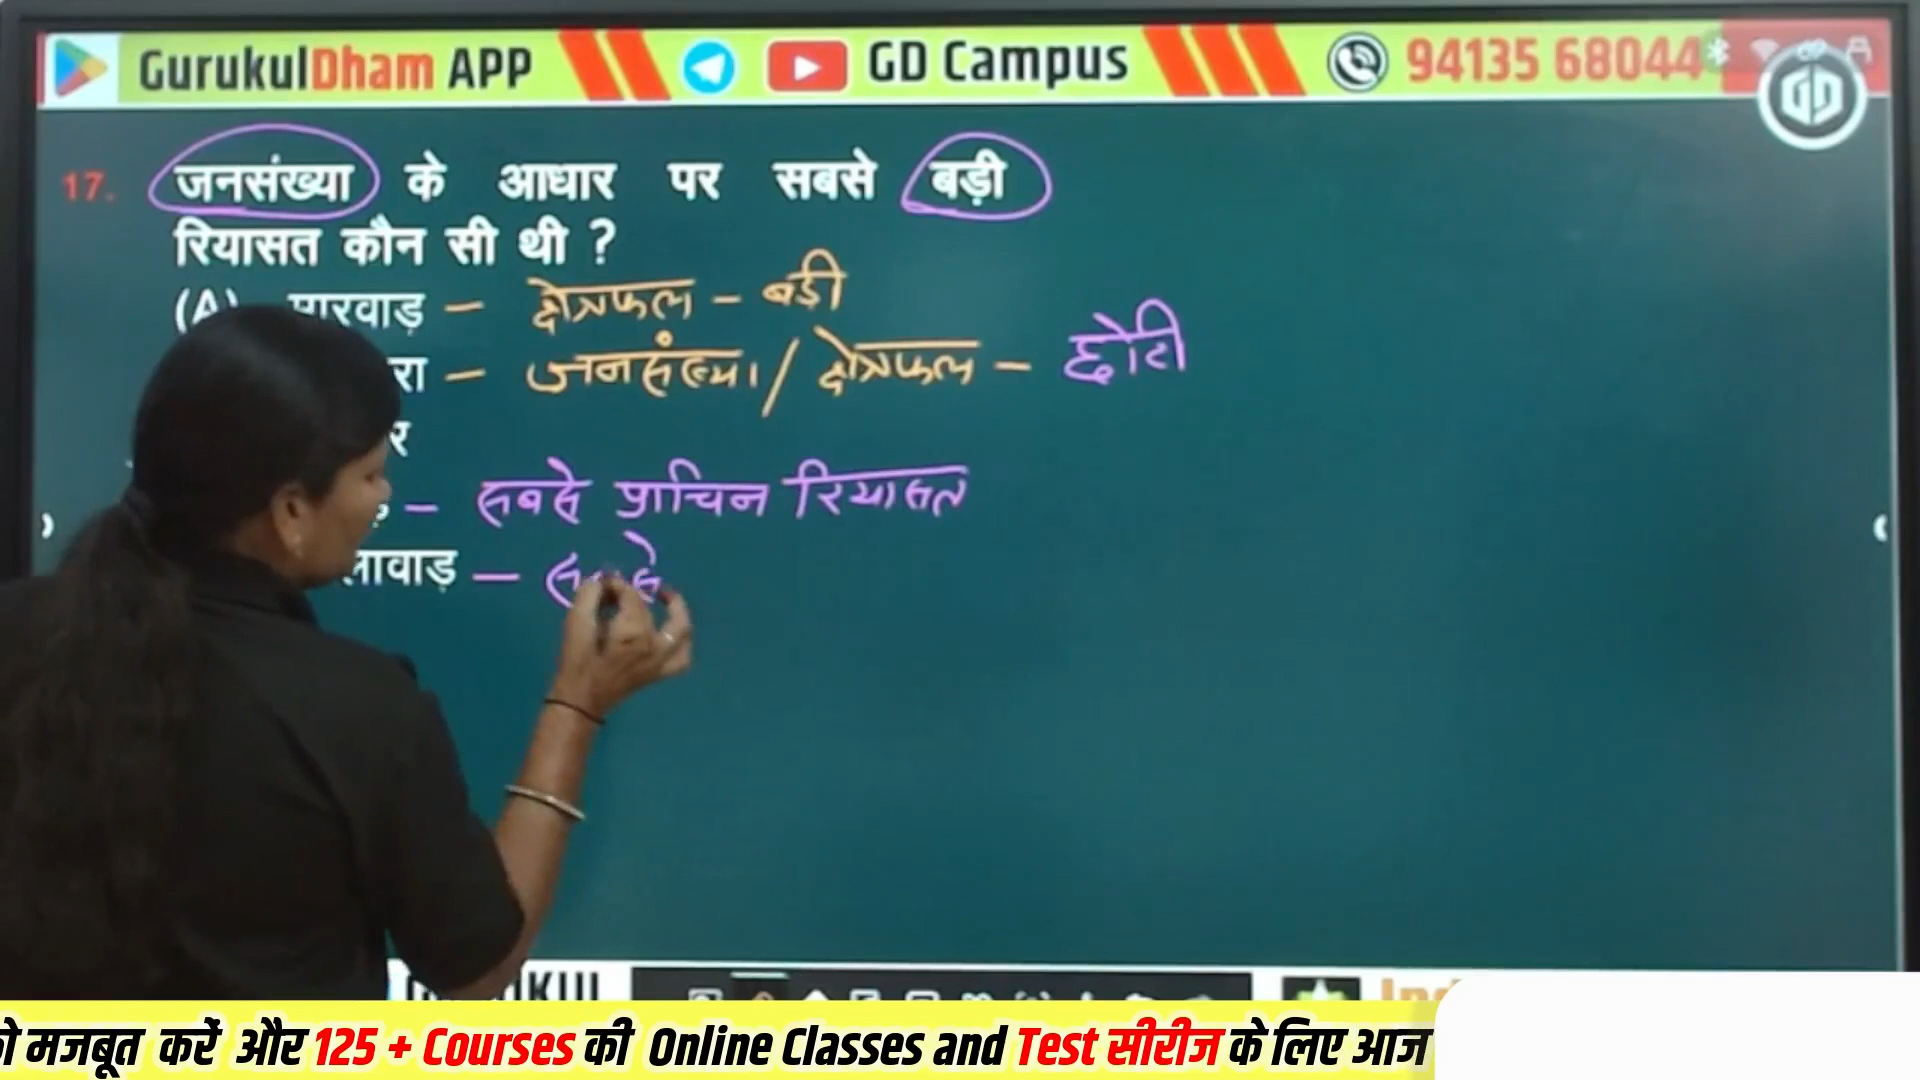 GurukulDham APP GD Campus 94135 68044
17. जनसंख्या के आधार पर सबसे बड़ी
रियासत कौन सी थी ?
(A) मारवाड़ – क्षेत्रफल – बड़ी
रा – जनसंख्या / क्षेत्रफल – छोटी
र
– सबसे प्राचिन रियासत
लावाड़ – सबसे
को मजबूत करें और 125 + Courses की Online Classes and Test सीरीज के लिए आज